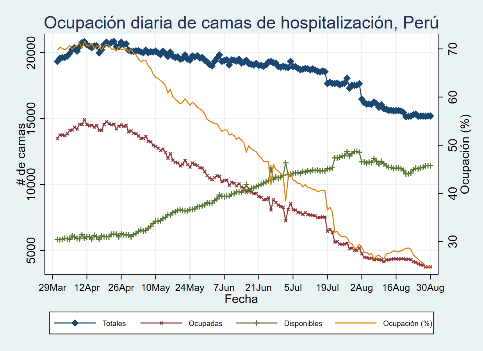 Ocupación diaria de camas de hospitalización, Perú
# de camas
20000
15000
10000
5000
Ocupación (%)
70
60
50
40
30
29Mar 12Apr 26Apr 10May 24May 7Jun 21Jun 5Jul 19Jul 2Aug 16Aug 30Aug
Fecha
Totales Ocupadas Disponibles Ocupación (%)